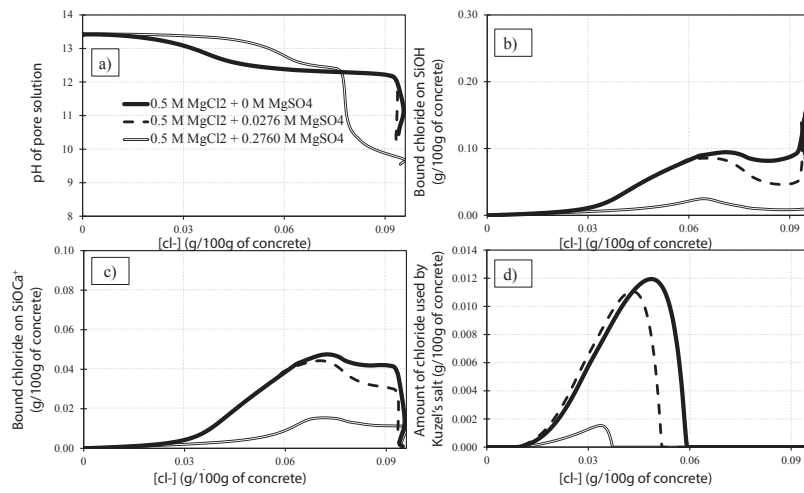 14
13
12
11
10
9
8
pH of pore solution
a)
0.5 M MgCl2 + 0 M MgSO4
0.5 M MgCl2 + 0.0276 M MgSO4
0.5 M MgCl2 + 0.2760 M MgSO4
0
0.03
0.06
0.09
[cl-] (g/100g of concrete)
0.30
0.20
0.10
0.00
Bound chloride on SiOH
(g/100g of concrete)
b)
0
0.03
0.06
0.09
[cl-] (g/100g of concrete)
0.10
0.08
0.06
0.04
0.02
0.00
Bound chloride on SiOCa+
(g/100g of concrete)
c)
0
0.03
0.06
0.09
[cl-] (g/100g of concrete)
0.014
0.012
0.010
0.008
0.006
0.004
0.002
0.000
Amount of chloride used by
Kuzel's salt (g/100g of concrete)
d)
0
0.03
0.06
0.09
[cl-] (g/100g of concrete)